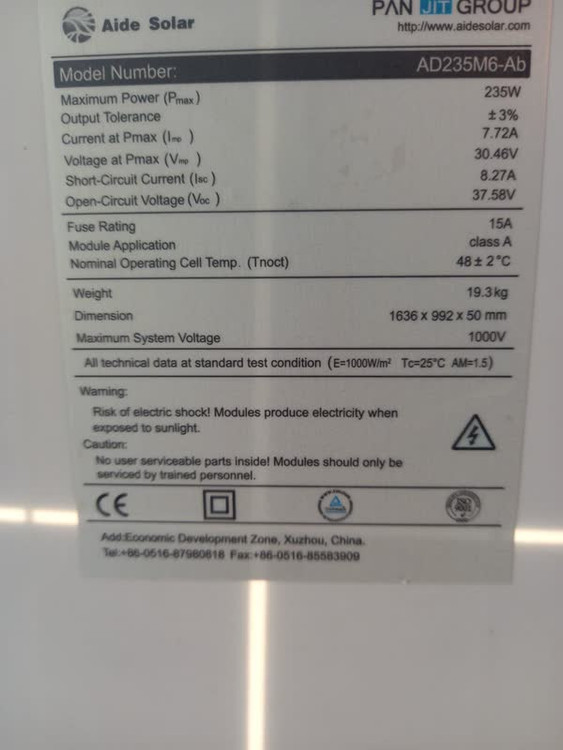 Aide Solar
PAN JIT GROUP
http://www.aidesolar.com
Model Number: AD235M6-Ab
Maximum Power (Pmax) 235W
Output Tolerance ±3%
Current at Pmax (Imp) 7.72A
Voltage at Pmax (Vmp) 30.46V
Short-Circuit Current (Isc) 8.27A
Open-Circuit Voltage (Voc) 37.58V
Fuse Rating 15A
Module Application class A
Nominal Operating Cell Temp. (Tnoct) 48±2°C
Weight 19.3kg
Dimension 1636 x 992 x 50 mm
Maximum System Voltage 1000V
All technical data at standard test condition (E=1000W/m² Tc=25°C AM=1.5)
Warning:
Risk of electric shock! Modules produce electricity when
exposed to sunlight.
Caution:
No user serviceable parts inside! Modules should only be
serviced by trained personnel.
CE
Add:Economic Development Zone, Xuzhou, China.
Tel:+86-0516-87980818 Fax:+86-0516-85583909